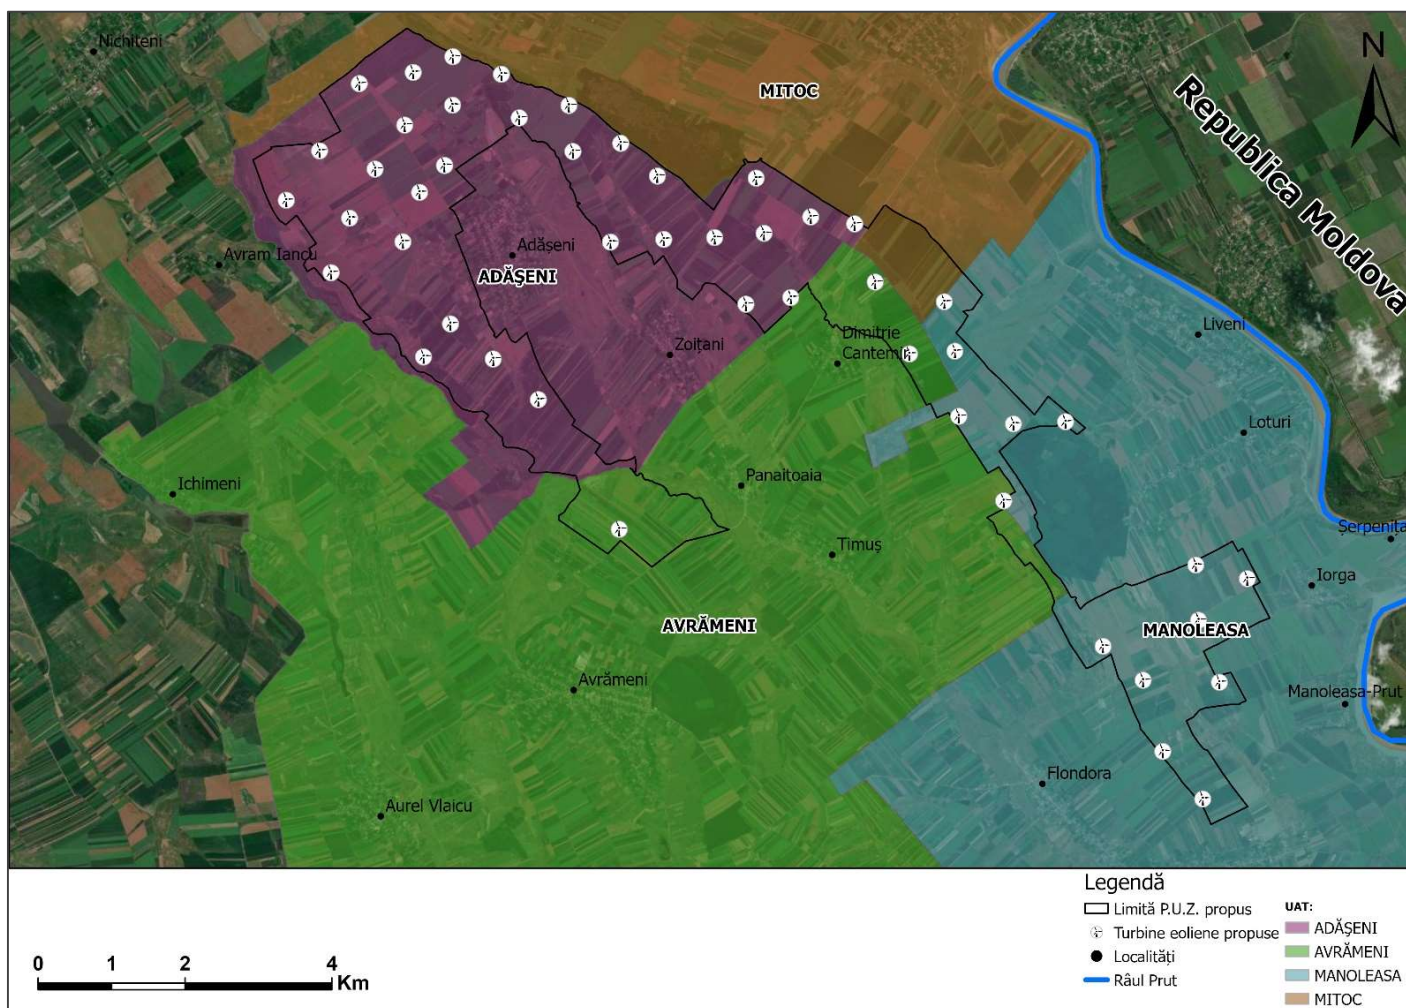 Nichiteni
N
MITOC
Republica Moldova
Avram Iancu
Adășeni
ADĂȘENI
Liveni
Dimitrie
Cantemir
Zoițani
Loturi
Ichimeni
Panaitoaia
Timuș
Șerpenița
Iorga
AVRĂMENI
MANOLEASA
Avrămeni
Manoleasa-Prut
Flondora
Aurel Vlaicu
Legendă
Limită P.U.Z. propus
Turbine eoliene propuse
Localități
Râul Prut
UAT:
ADĂȘENI
AVRĂMENI
MANOLEASA
MITOC
0 1 2 4
Km